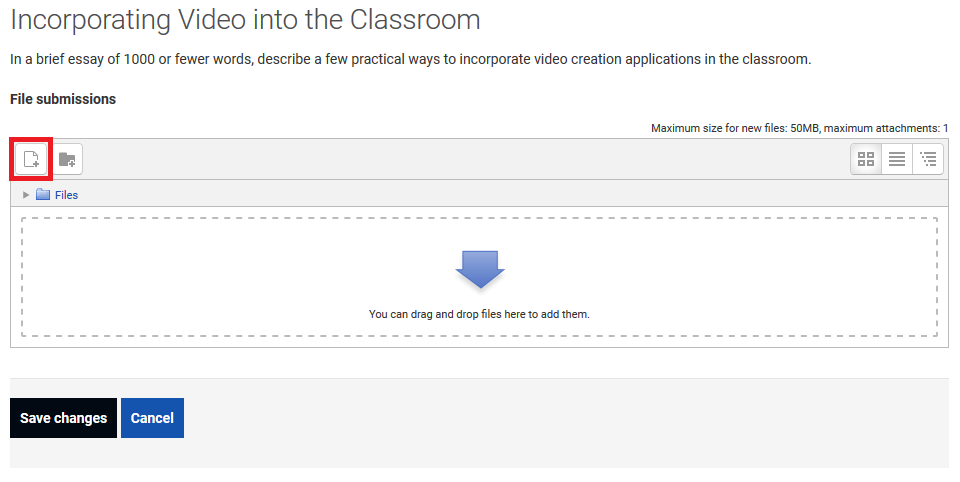 Incorporating Video into the Classroom
In a brief essay of 1000 or fewer words, describe a few practical ways to incorporate video creation applications in the classroom.
File submissions
Maximum size for new files: 50MB, maximum attachments: 1
Files
You can drag and drop files here to add them.
Save changes Cancel